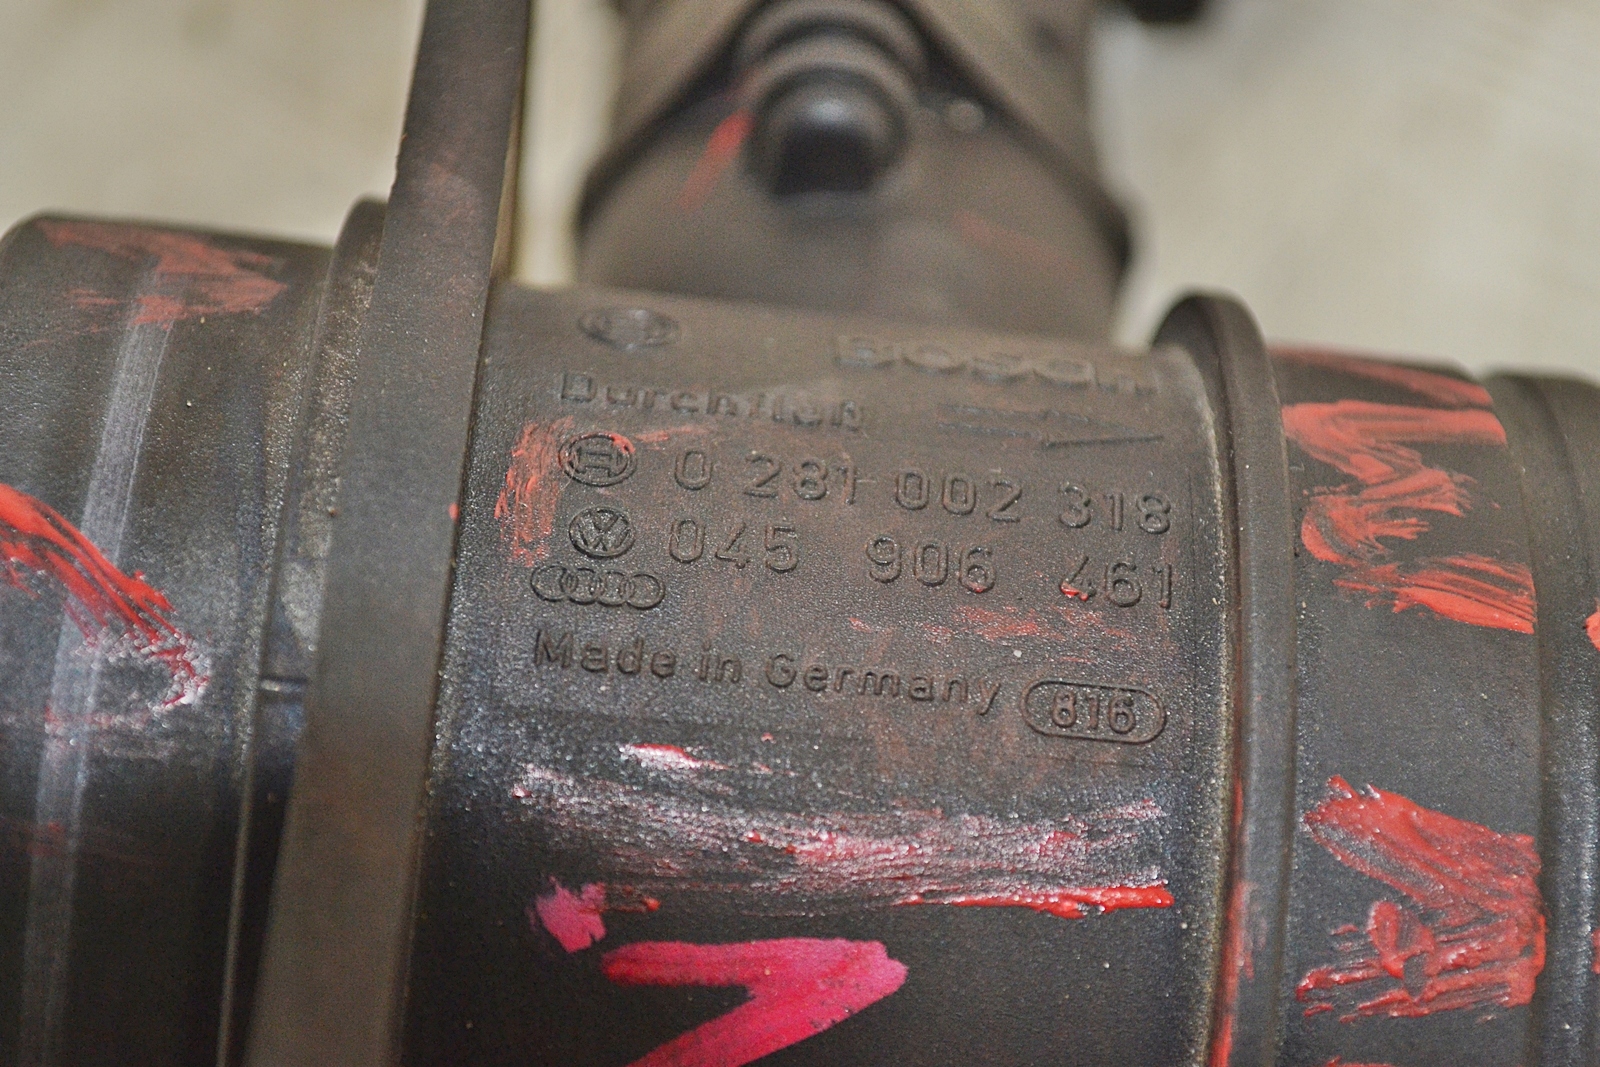 BOSCH
Durchfluß
0 281 002 318
045 906 461
Made in Germany 816